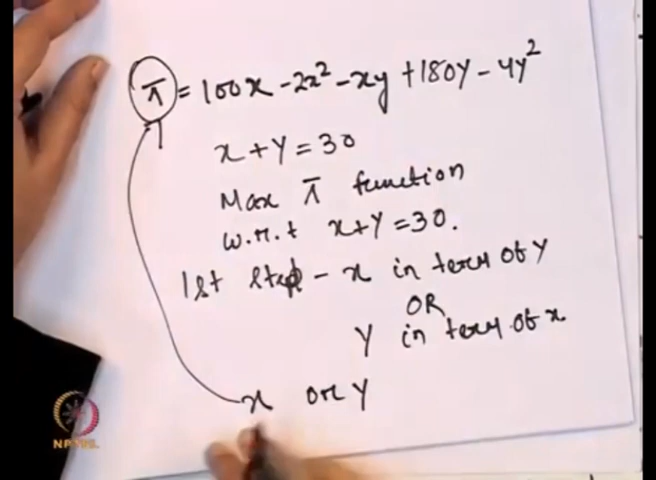 π = 100x - 2x² - xy + 180y - 4y²
x + y = 30
Max π function
w.r.t x+y = 30.
1st step - x in term of y
OR
y in term of x
x or y
NPTEL